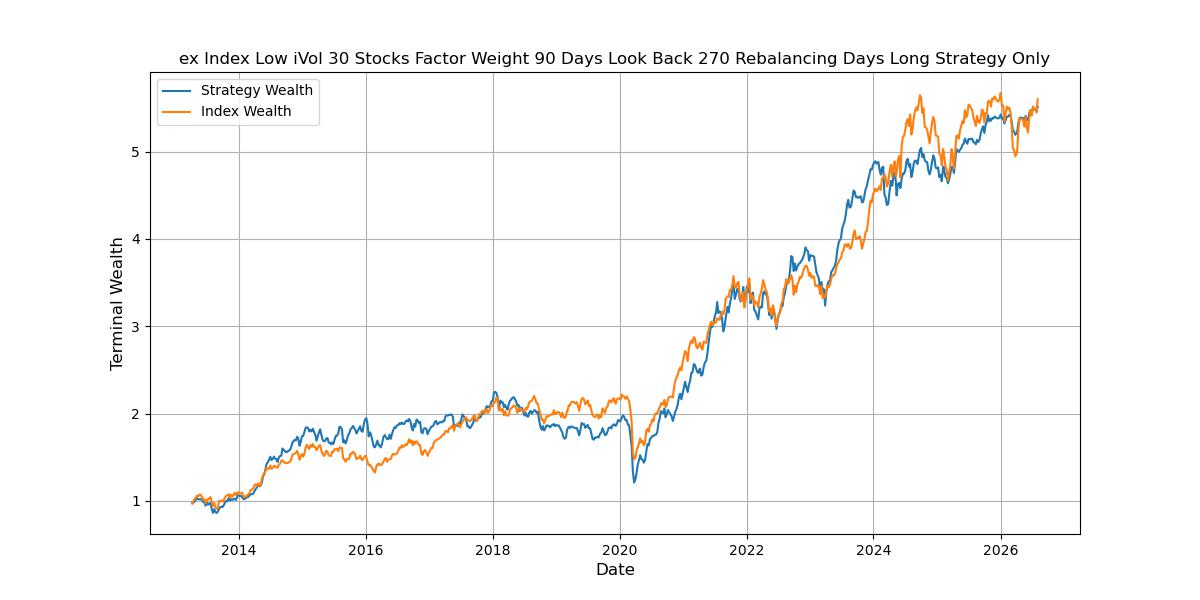 ex Index Low iVol 30 Stocks Factor Weight 90 Days Look Back 270 Rebalancing Days Long Strategy Only
Strategy Wealth
Index Wealth
Terminal Wealth
5
4
3
2
1
2014 2016 2018 2020 2022 2024 2026
Date